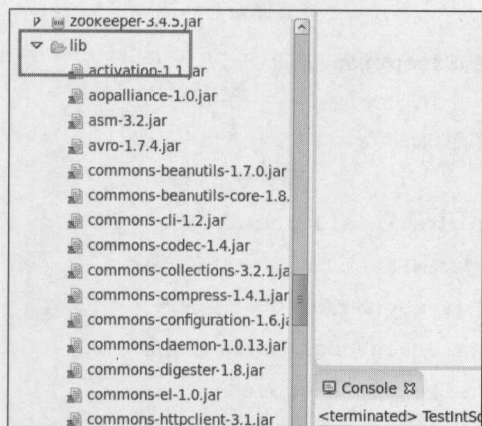 zookeeper-3.4.5.jar
lib
activation-1.1.jar
aopalliance-1.0.jar
asm-3.2.jar
avro-1.7.4.jar
commons-beanutils-1.7.0.jar
commons-beanutils-core-1.8.
commons-cli-1.2.jar
commons-codec-1.4.jar
commons-collections-3.2.1.ja
commons-compress-1.4.1.jar
commons-configuration-1.6.ja
commons-daemon-1.0.13.jar
commons-digester-1.8.jar
commons-el-1.0.jar
commons-httpclient-3.1.jar
Console
<terminated> TestIntSc